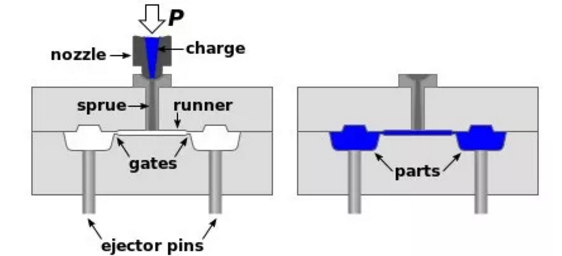 P
nozzle
charge
sprue
runner
gates
parts
ejector pins